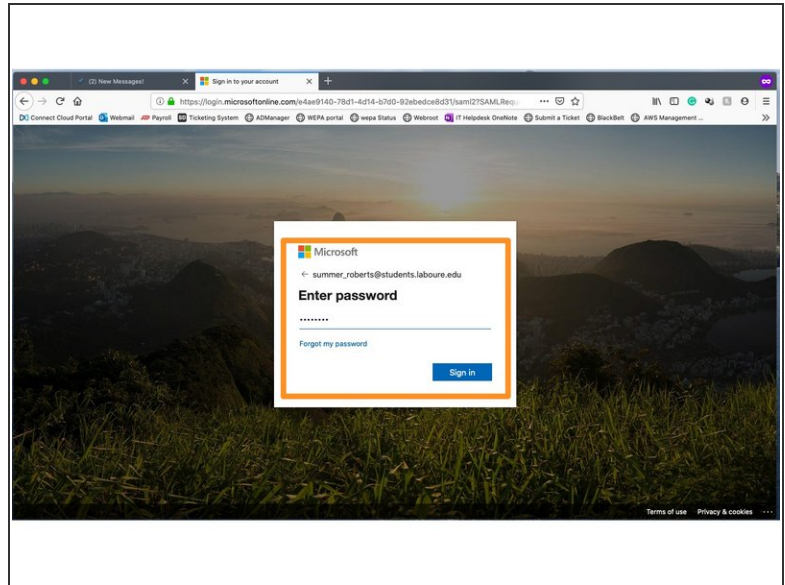 (2) New Messages!
Sign in to your account
https://login.microsoftonline.com/e4ae9140-78d1-4d14-b7d0-92ebedce8d31/saml2?SAMLRequ
Connect Cloud Portal Webmail Payroll Ticketing System ADManager WEPA portal wepa Status Webroot IT Helpdesk OneNote Submit a Ticket BlackBelt AWS Management ...
Microsoft
← summer_roberts@students.laboure.edu
Enter password
........
Forgot my password
Sign in
Terms of use Privacy & cookies ...